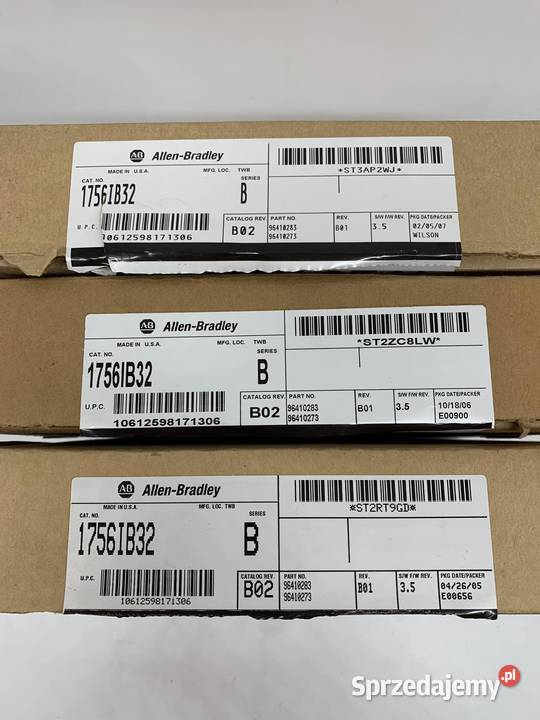 AB Allen-Bradley
MADE IN U.S.A. MFG. LOC. TWB
CAT. NO. SERIES
1756IB32 B
*ST3AP2WJ*
U.P.C.
10612598171306
CATALOG REV. PART NO. REV. S/W F/W REV. PKG DATE/PACKER
B02 96410283 B01 3.5 02/05/07
96410273 WILSON
AB Allen-Bradley
MADE IN U.S.A. MFG. LOC. TWB
CAT. NO. SERIES
1756IB32 B
*ST2ZC8LW*
U.P.C.
10612598171306
CATALOG REV. PART NO. REV. S/W F/W REV. PKG DATE/PACKER
B02 96410283 B01 3.5 10/18/06
96410273 E00900
AB Allen-Bradley
MADE IN U.S.A. MFG. LOC. TWB
CAT. NO. SERIES
1756IB32 B
*ST2RT9GD*
U.P.C.
10612598171306
CATALOG REV. PART NO. REV. S/W F/W REV. PKG DATE/PACKER
B02 96410283 B01 3.5 04/26/05
96410273 E00656
Sprzedajemy.pl